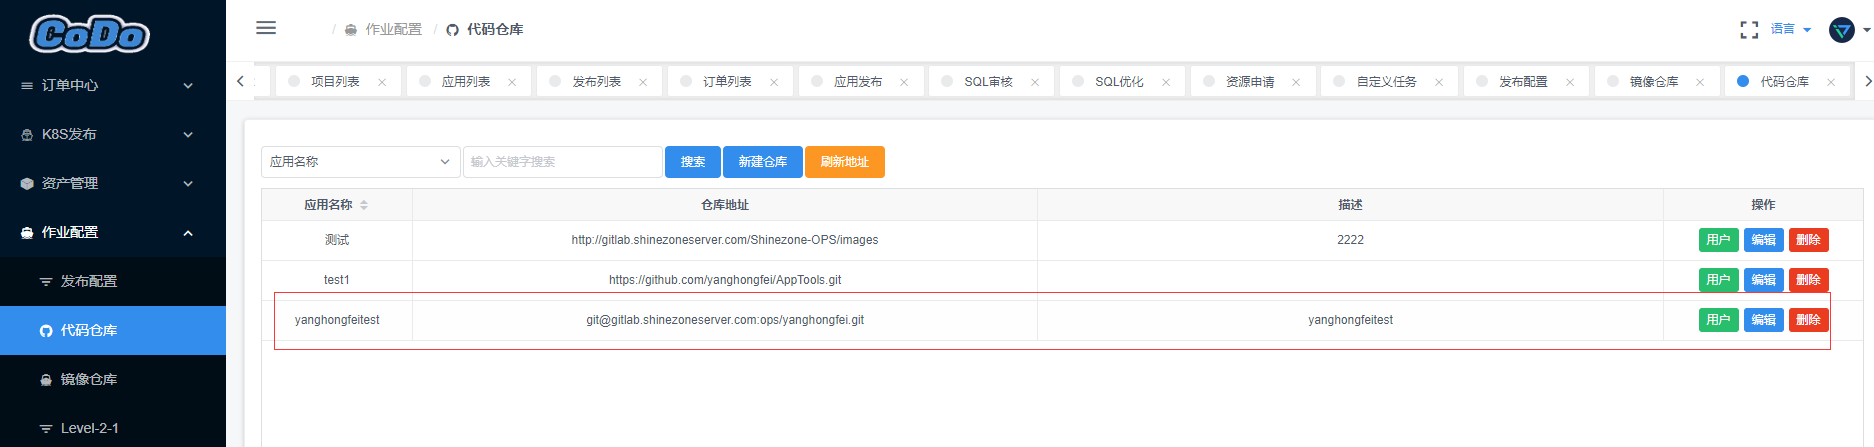 CoDo
/ 作业配置 / 代码仓库
语言
订单中心
K8S发布
资产管理
作业配置
发布配置
代码仓库
镜像仓库
Level-2-1
项目列表 × 应用列表 × 发布列表 × 订单列表 × 应用发布 × SQL审核 × SQL优化 × 资源申请 × 自定义任务 × 发布配置 × 镜像仓库 × 代码仓库 ×
应用名称 输入关键字搜索 搜索 新建仓库 刷新地址
应用名称 仓库地址 描述 操作
测试 http://gitlab.shinezoneserver.com/Shinezone-OPS/images 2222 用户 编辑 删除
test1 https://github.com/yanghongfei/AppTools.git 用户 编辑 删除
yanghongfeitest git@gitlab.shinezoneserver.com:ops/yanghongfei.git yanghongfeitest 用户 编辑 删除